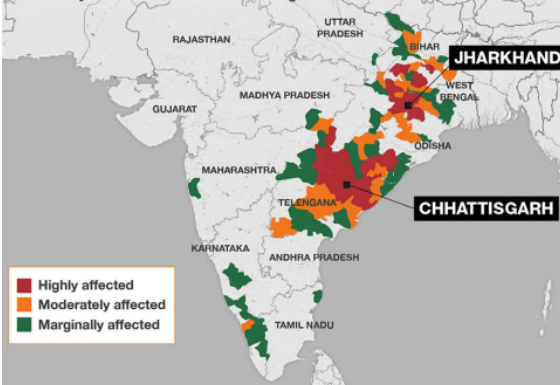 UTTAR
PRADESH
RAJASTHAN
BIHAR
JHARKHAND
WEST
BENGAL
MADHYA PRADESH
GUJARAT
ODISHA
MAHARASHTRA
TELENGANA
CHHATTISGARH
KARNATAKA
ANDHRA PRADESH
Highly affected
Moderately affected
Marginally affected
TAMIL NADU